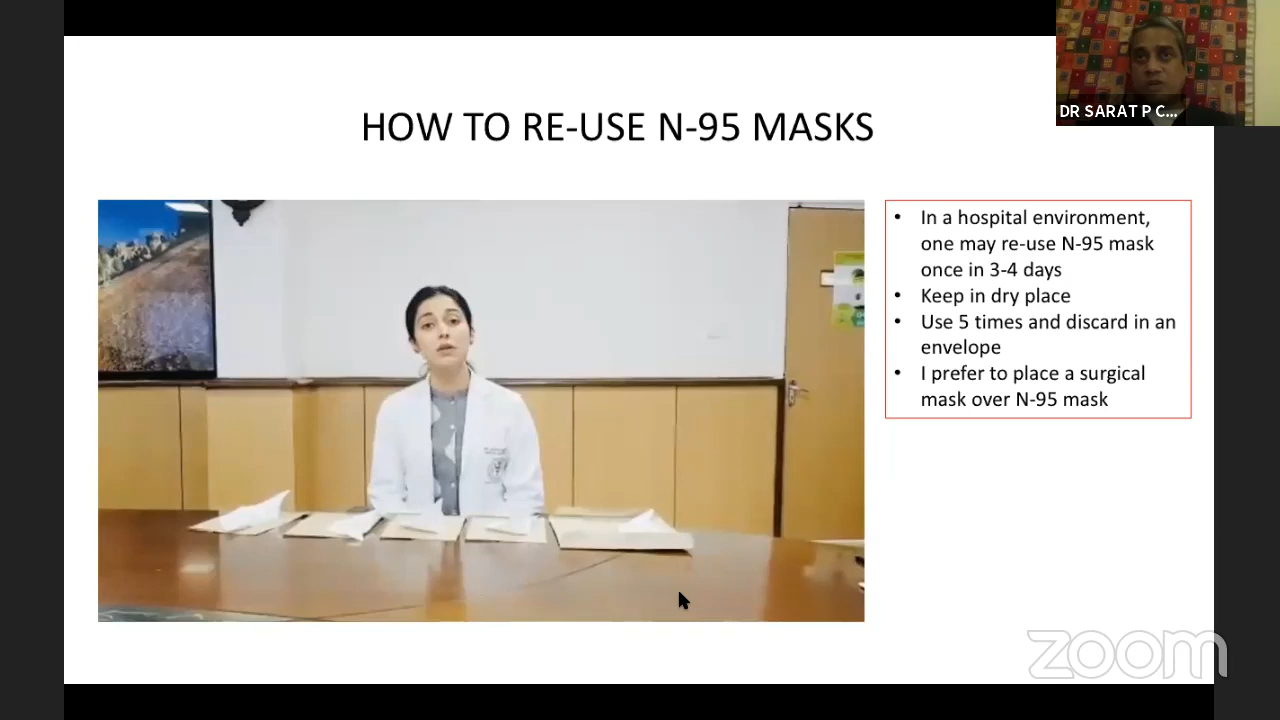 DR SARAT P C...
HOW TO RE-USE N-95 MASKS
• In a hospital environment,
one may re-use N-95 mask
once in 3-4 days
• Keep in dry place
• Use 5 times and discard in an
envelope
• I prefer to place a surgical
mask over N-95 mask
zoom